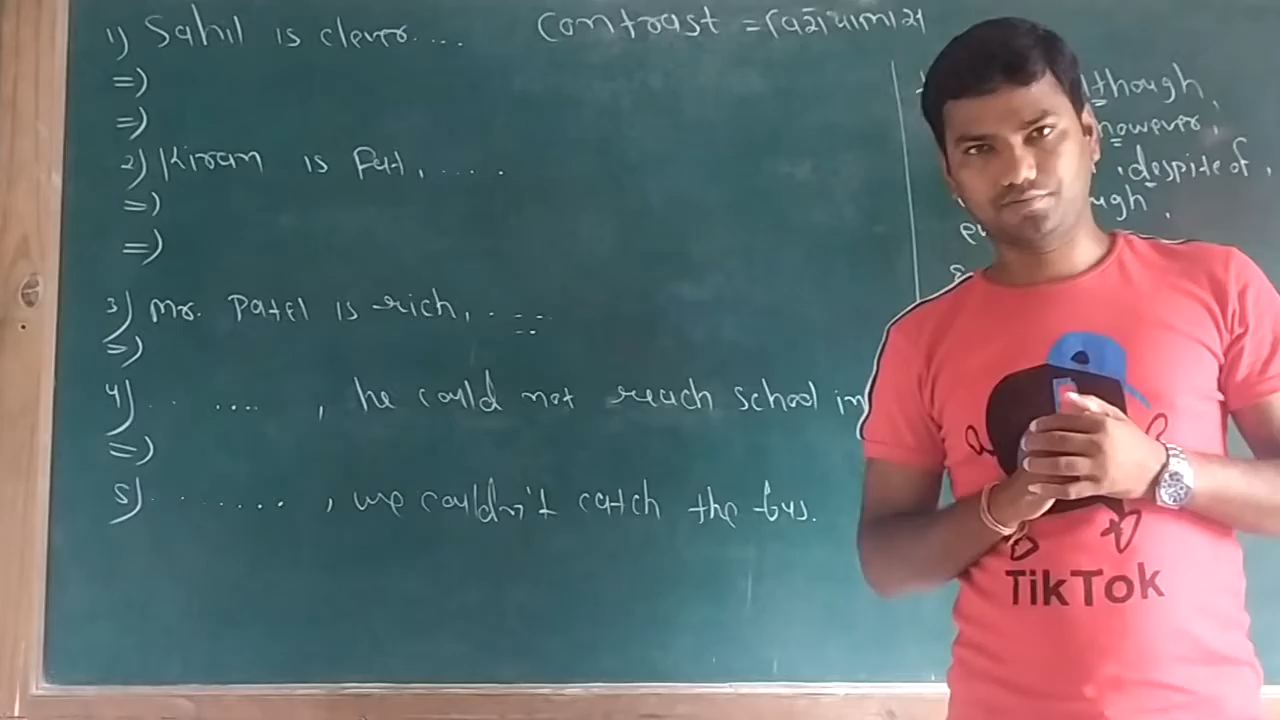 1) Sahil is clever.... Contrast = વિરોધાભાસ
=)
=)
2) Kiran is fat, .....
=)
=)
3) Mr. Patel is rich, . ---
=)
4) .. .... , he could not reach school in
=)
5) ........ , we couldn't catch the bus.
although,
however,
, despite of ,
TikTok